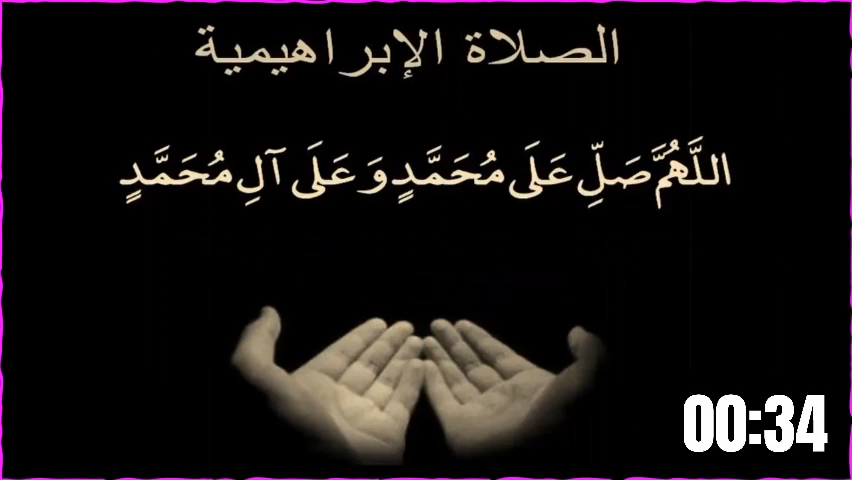 الصلاة الإبراهيمية
اللَّهُمَّ صَلِّ عَلَى مُحَمَّدٍ وَ عَلَى آلِ مُحَمَّدٍ
00:34